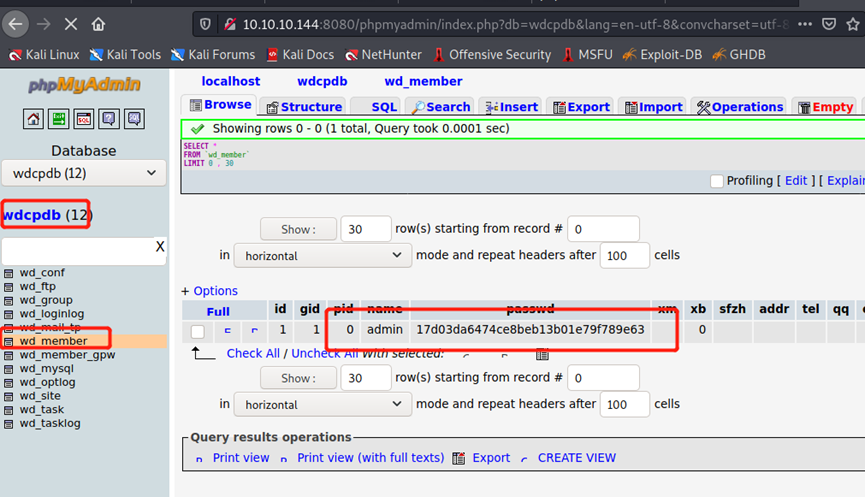 10.10.10.144:8080/phpmyadmin/index.php?db=wdcpdb&lang=en-utf-8&convcharset=utf-8
Kali Linux Kali Tools Kali Forums Kali Docs NetHunter Offensive Security MSFU Exploit-DB GHDB
phpMyAdmin
Database
wdcpdb (12)
wdcpdb (12)
X
wd_conf
wd_ftp
wd_group
wd_loginlog
wd_mail_tp
wd_member
wd_member_gpw
wd_mysql
wd_optlog
wd_site
wd_task
wd_tasklog
localhost wdcpdb wd_member
Browse Structure SQL Search Insert Export Import Operations Empty
Showing rows 0 - 0 (1 total, Query took 0.0001 sec)
SELECT *
FROM `wd_member`
LIMIT 0 , 30
Profiling [ Edit ] [ Explai
Show : 30 row(s) starting from record # 0
in horizontal mode and repeat headers after 100 cells
+ Options
Full id gid pid name passwd xm xb sfzh addr tel qq
1 1 0 admin 17d03da6474ce8beb13b01e79f789e63 0
Check All / Uncheck All With selected:
Show : 30 row(s) starting from record # 0
in horizontal mode and repeat headers after 100 cells
Query results operations
Print view Print view (with full texts) Export CREATE VIEW